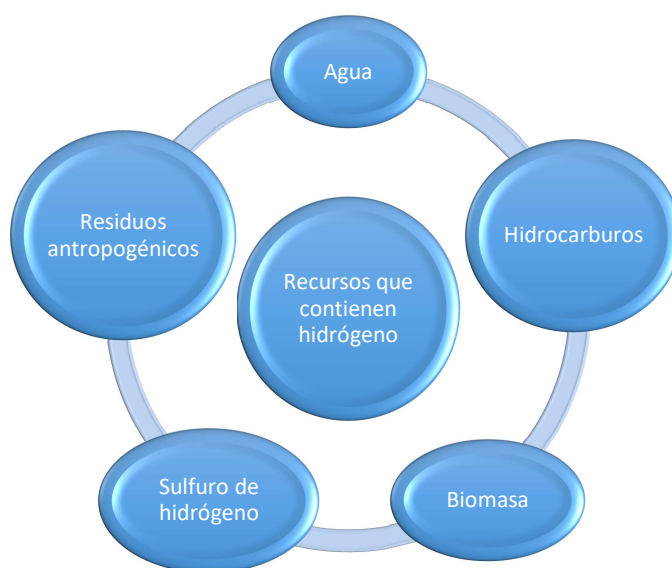 Agua
Hidrocarburos
Biomasa
Sulfuro de
hidrógeno
Residuos
antropogénicos
Recursos que
contienen
hidrógeno